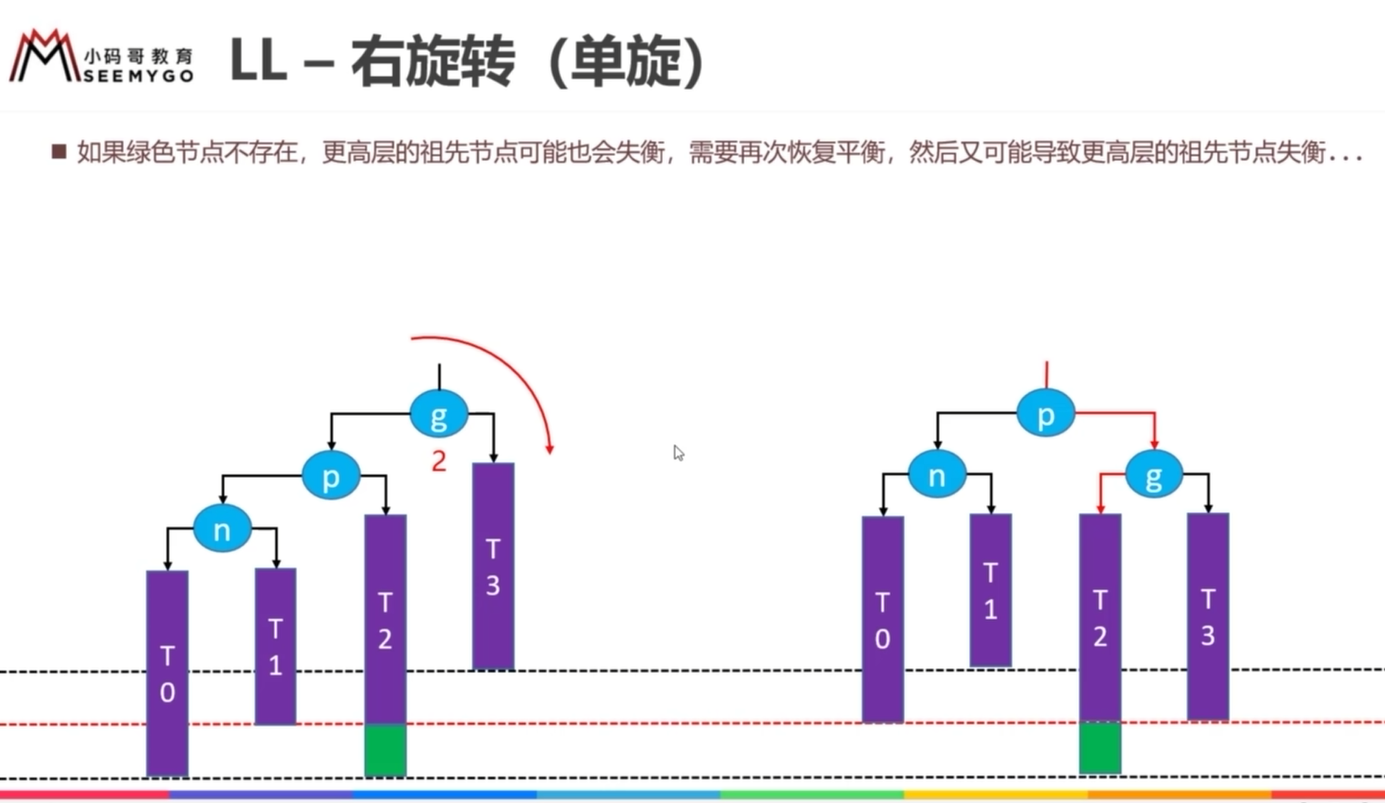 小码哥教育
SEEMYGO
LL – 右旋转（单旋）
如果绿色节点不存在，更高层的祖先节点可能也会失衡，需要再次恢复平衡，然后又可能导致更高层的祖先节点失衡...
g
2
p
n
T
0
T
1
T
2
T
3
p
n
g
T
0
T
1
T
2
T
3